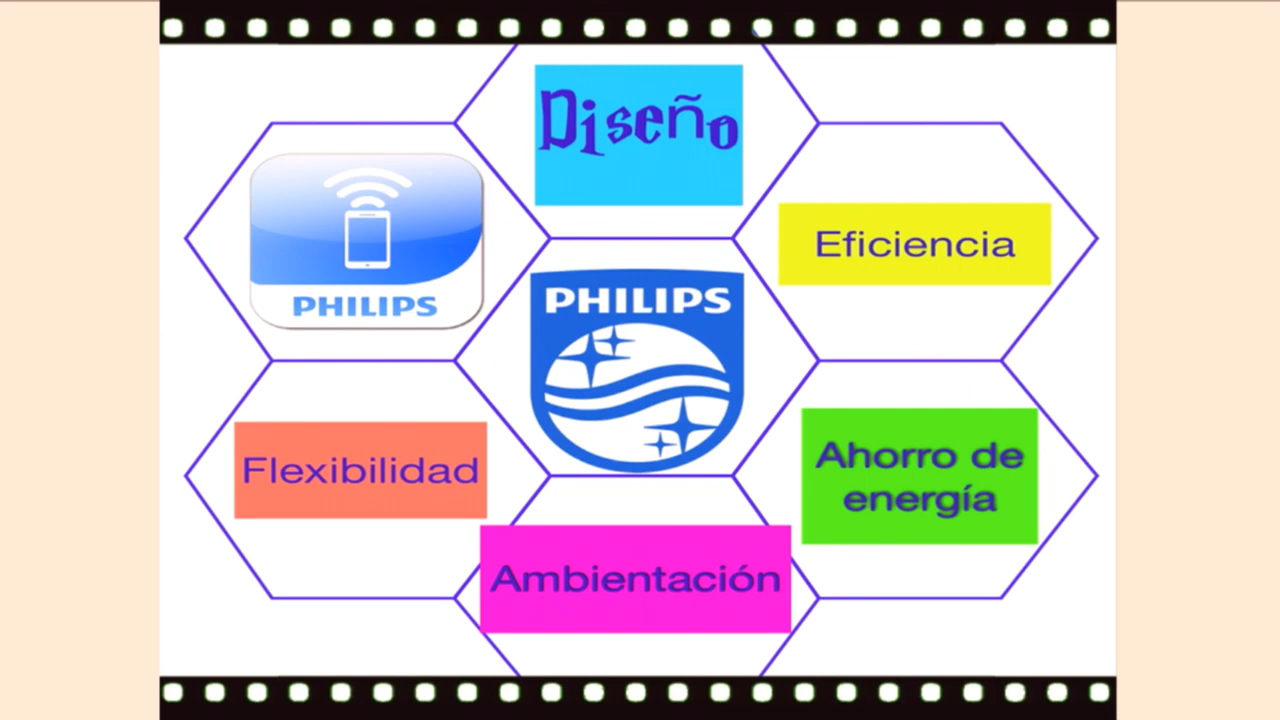 Diseño
PHILIPS
Eficiencia
PHILIPS
Flexibilidad
Ahorro de
energía
Ambientación